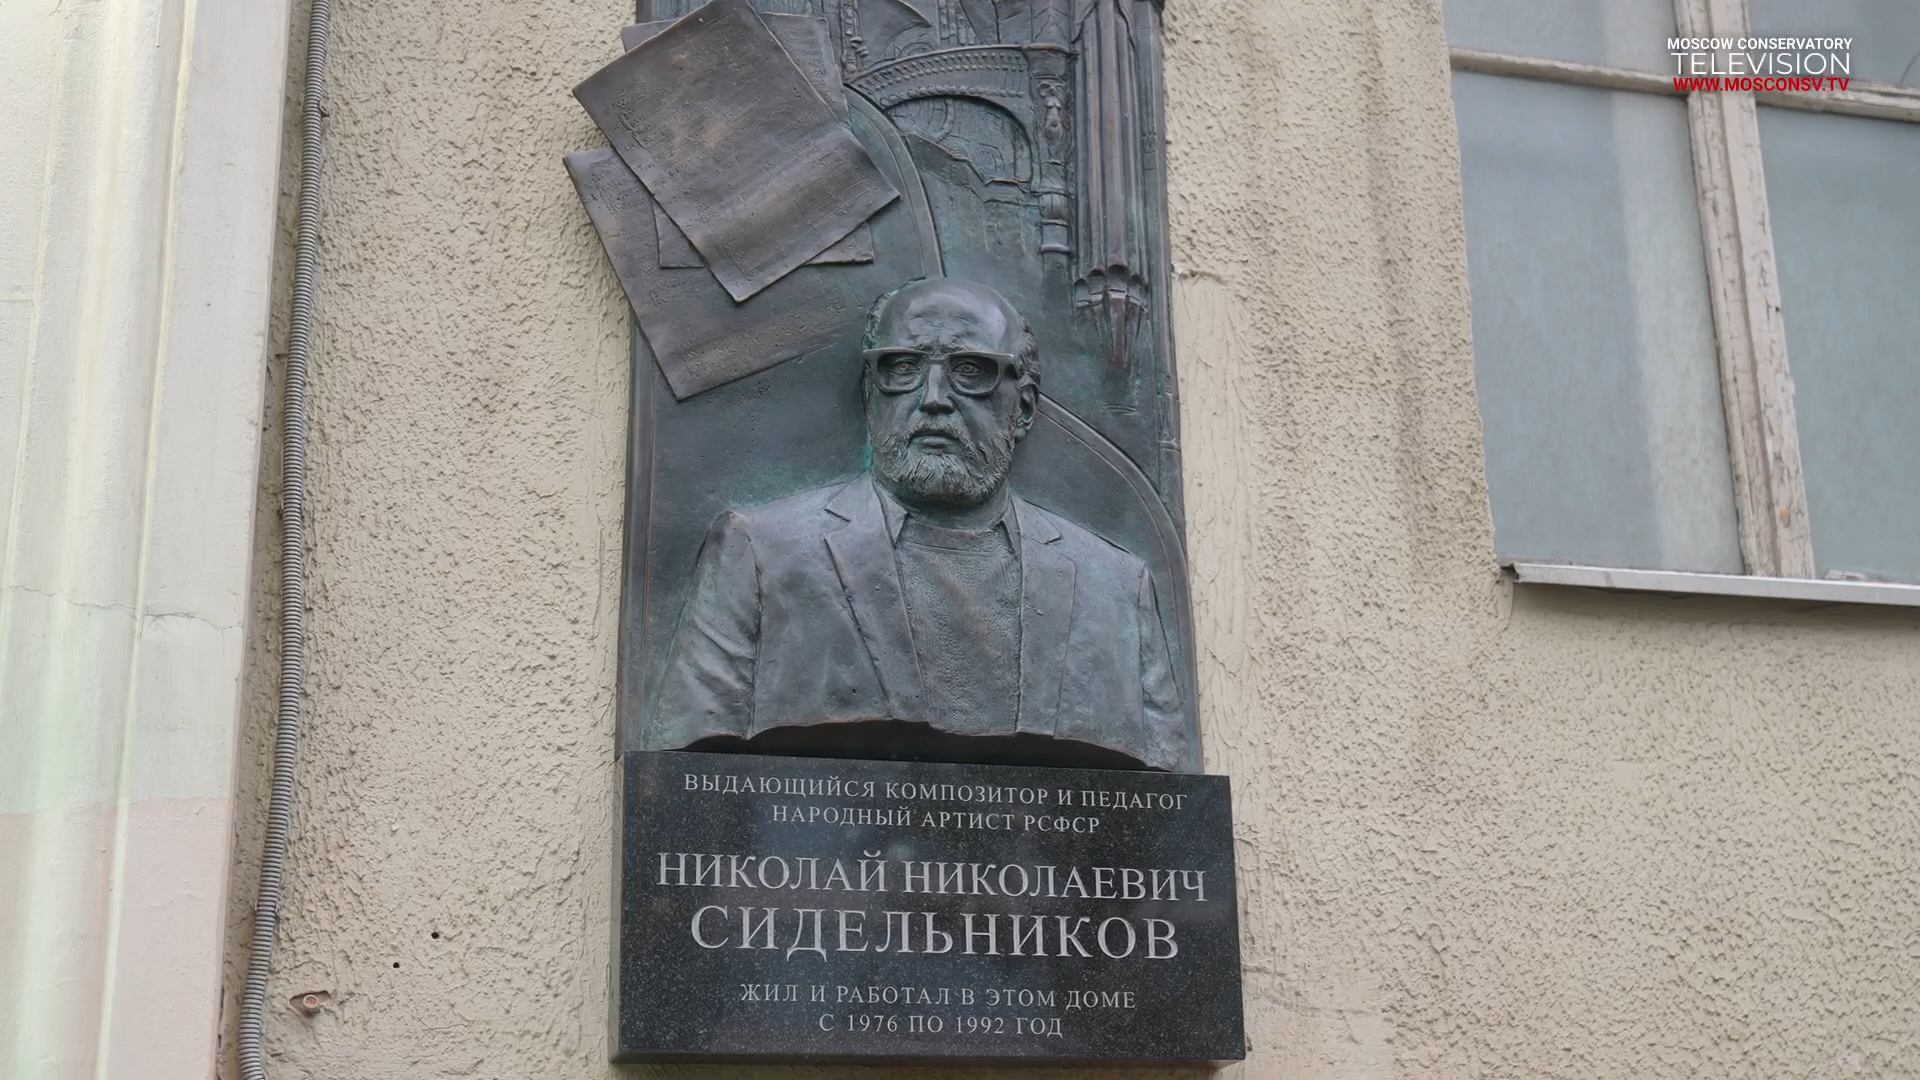 MOSCOW CONSERVATORY
TELEVISION
WWW.MOSCONSV.TV
ВЫДАЮЩИЙСЯ КОМПОЗИТОР И ПЕДАГОГ
НАРОДНЫЙ АРТИСТ РСФСР
НИКОЛАЙ НИКОЛАЕВИЧ
СИДЕЛЬНИКОВ
ЖИЛ И РАБОТАЛ В ЭТОМ ДОМЕ
С 1976 ПО 1992 ГОД